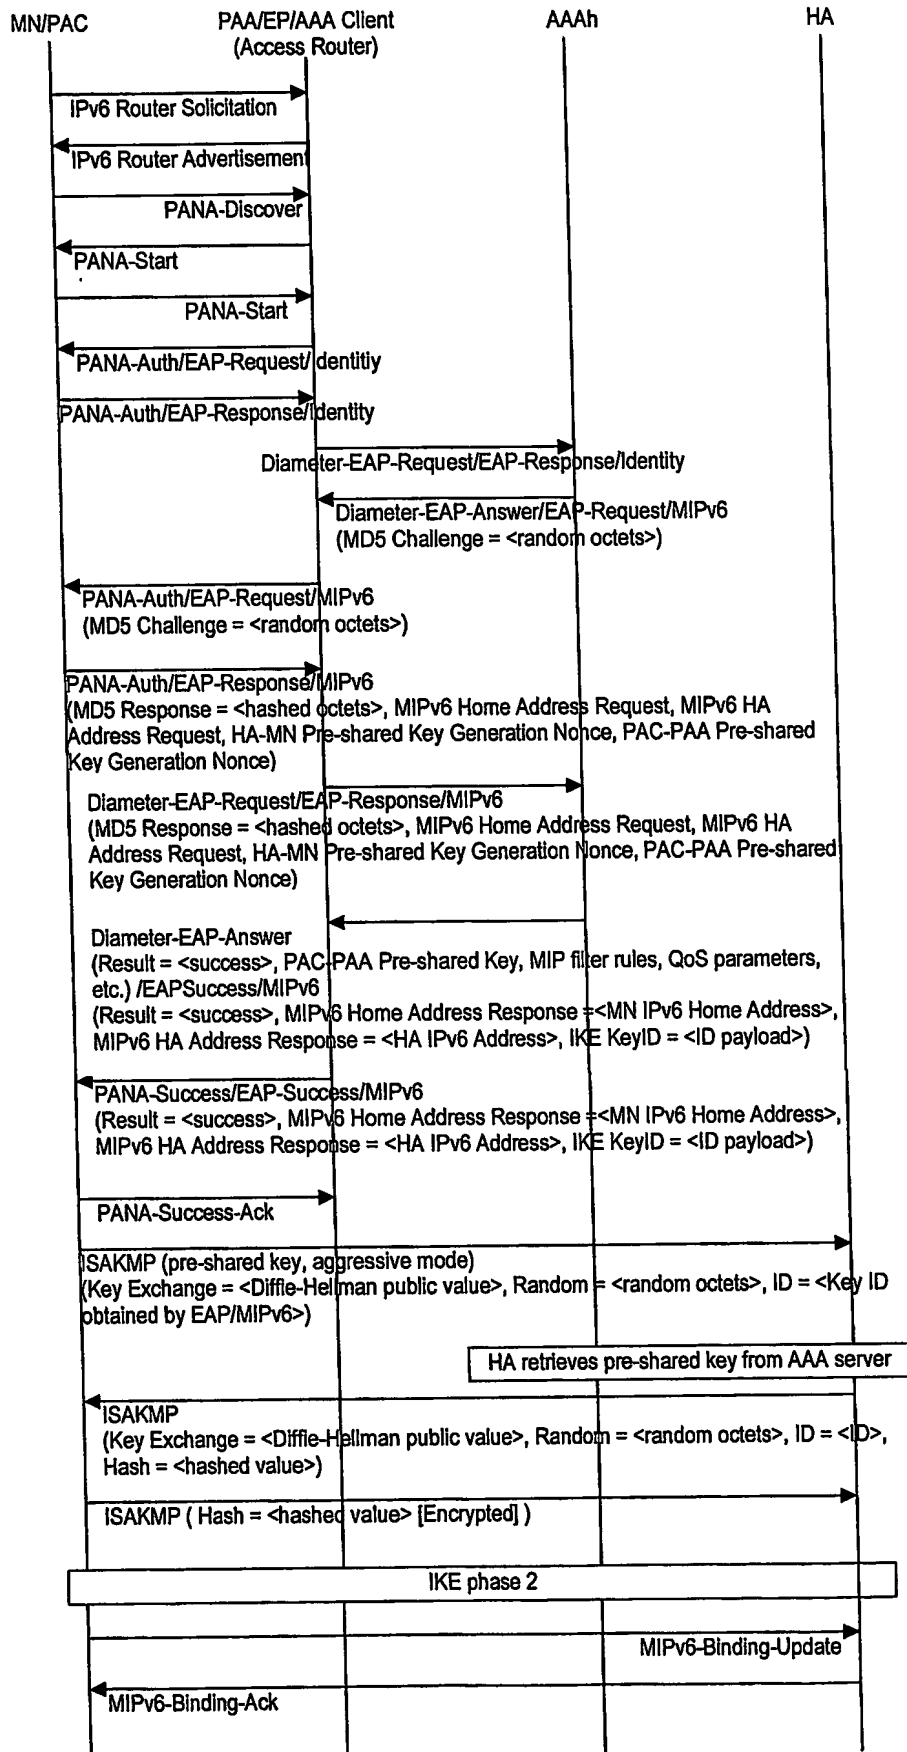 MN/PAC
PAA/EP/AAA Client
(Access Router)
AAAh
HA
IPv6 Router Solicitation
IPv6 Router Advertisement
PANA-Discover
PANA-Start
PANA-Start
PANA-Auth/EAP-Request/Identitiy
PANA-Auth/EAP-Response/Identity
Diameter-EAP-Request/EAP-Response/Identity
Diameter-EAP-Answer/EAP-Request/MIPv6
(MD5 Challenge = <random octets>)
PANA-Auth/EAP-Request/MIPv6
(MD5 Challenge = <random octets>)
PANA-Auth/EAP-Response/MIPv6
(MD5 Response = <hashed octets>, MIPv6 Home Address Request, MIPv6 HA
Address Request, HA-MN Pre-shared Key Generation Nonce, PAC-PAA Pre-shared
Key Generation Nonce)
Diameter-EAP-Request/EAP-Response/MIPv6
(MD5 Response = <hashed octets>, MIPv6 Home Address Request, MIPv6 HA
Address Request, HA-MN Pre-shared Key Generation Nonce, PAC-PAA Pre-shared
Key Generation Nonce)
Diameter-EAP-Answer
(Result = <success>, PAC-PAA Pre-shared Key, MIP filter rules, QoS parameters,
etc.) /EAPSuccess/MIPv6
(Result = <success>, MIPv6 Home Address Response =<MN IPv6 Home Address>,
MIPv6 HA Address Response = <HA IPv6 Address>, IKE KeyID = <ID payload>)
PANA-Success/EAP-Success/MIPv6
(Result = <success>, MIPv6 Home Address Response =<MN IPv6 Home Address>,
MIPv6 HA Address Response = <HA IPv6 Address>, IKE KeyID = <ID payload>)
PANA-Success-Ack
ISAKMP (pre-shared key, aggressive mode)
(Key Exchange = <Diffie-Hellman public value>, Random = <random octets>, ID = <Key ID
obtained by EAP/MIPv6>)
HA retrieves pre-shared key from AAA server
ISAKMP
(Key Exchange = <Diffie-Hellman public value>, Random = <random octets>, ID = <ID>,
Hash = <hashed value>)
ISAKMP ( Hash = <hashed value> [Encrypted] )
IKE phase 2
MIPv6-Binding-Update
MIPv6-Binding-Ack